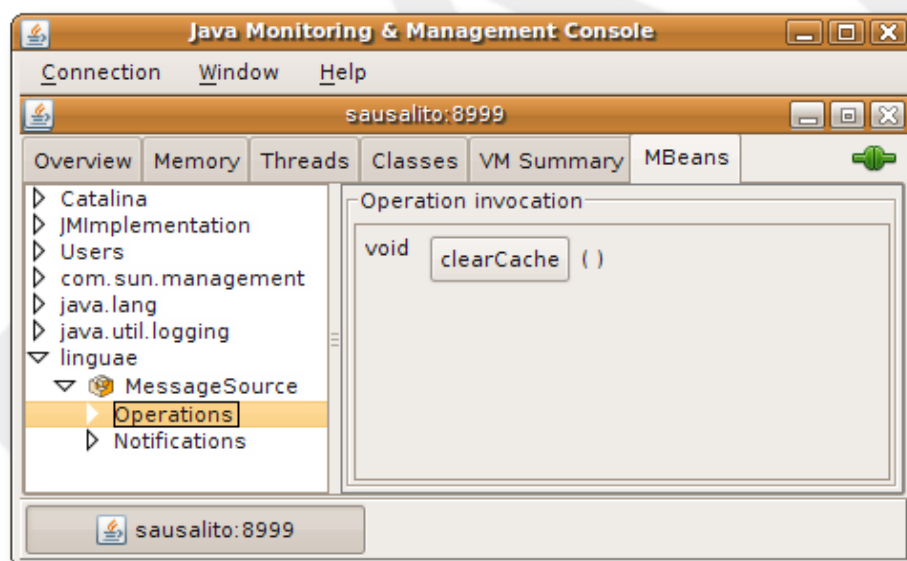 Java Monitoring & Management Console
Connection Window Help
sausalito:8999
Overview Memory Threads Classes VM Summary MBeans
Catalina
JMImplementation
Users
com.sun.management
java.lang
java.util.logging
linguae
MessageSource
Operations
Notifications
Operation invocation
void clearCache ( )
sausalito:8999